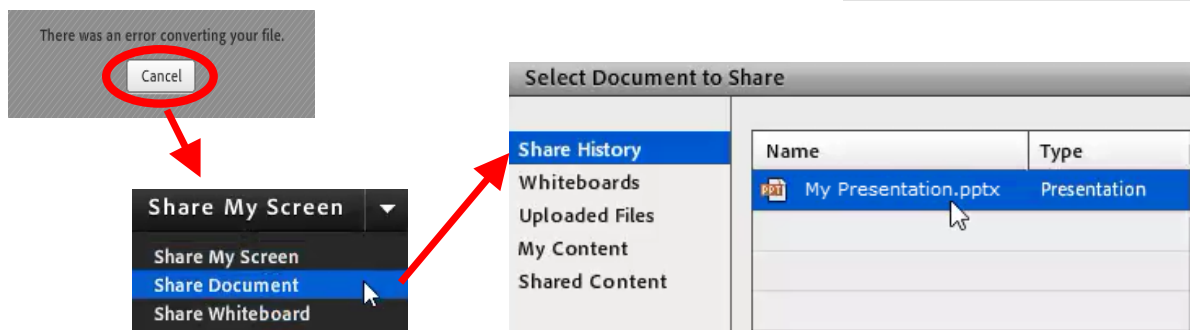 There was an error converting your file.
Cancel
Share My Screen
Share My Screen
Share Document
Share Whiteboard
Select Document to Share
Share History
Whiteboards
Uploaded Files
My Content
Shared Content
Name Type
PPT My Presentation.pptx Presentation